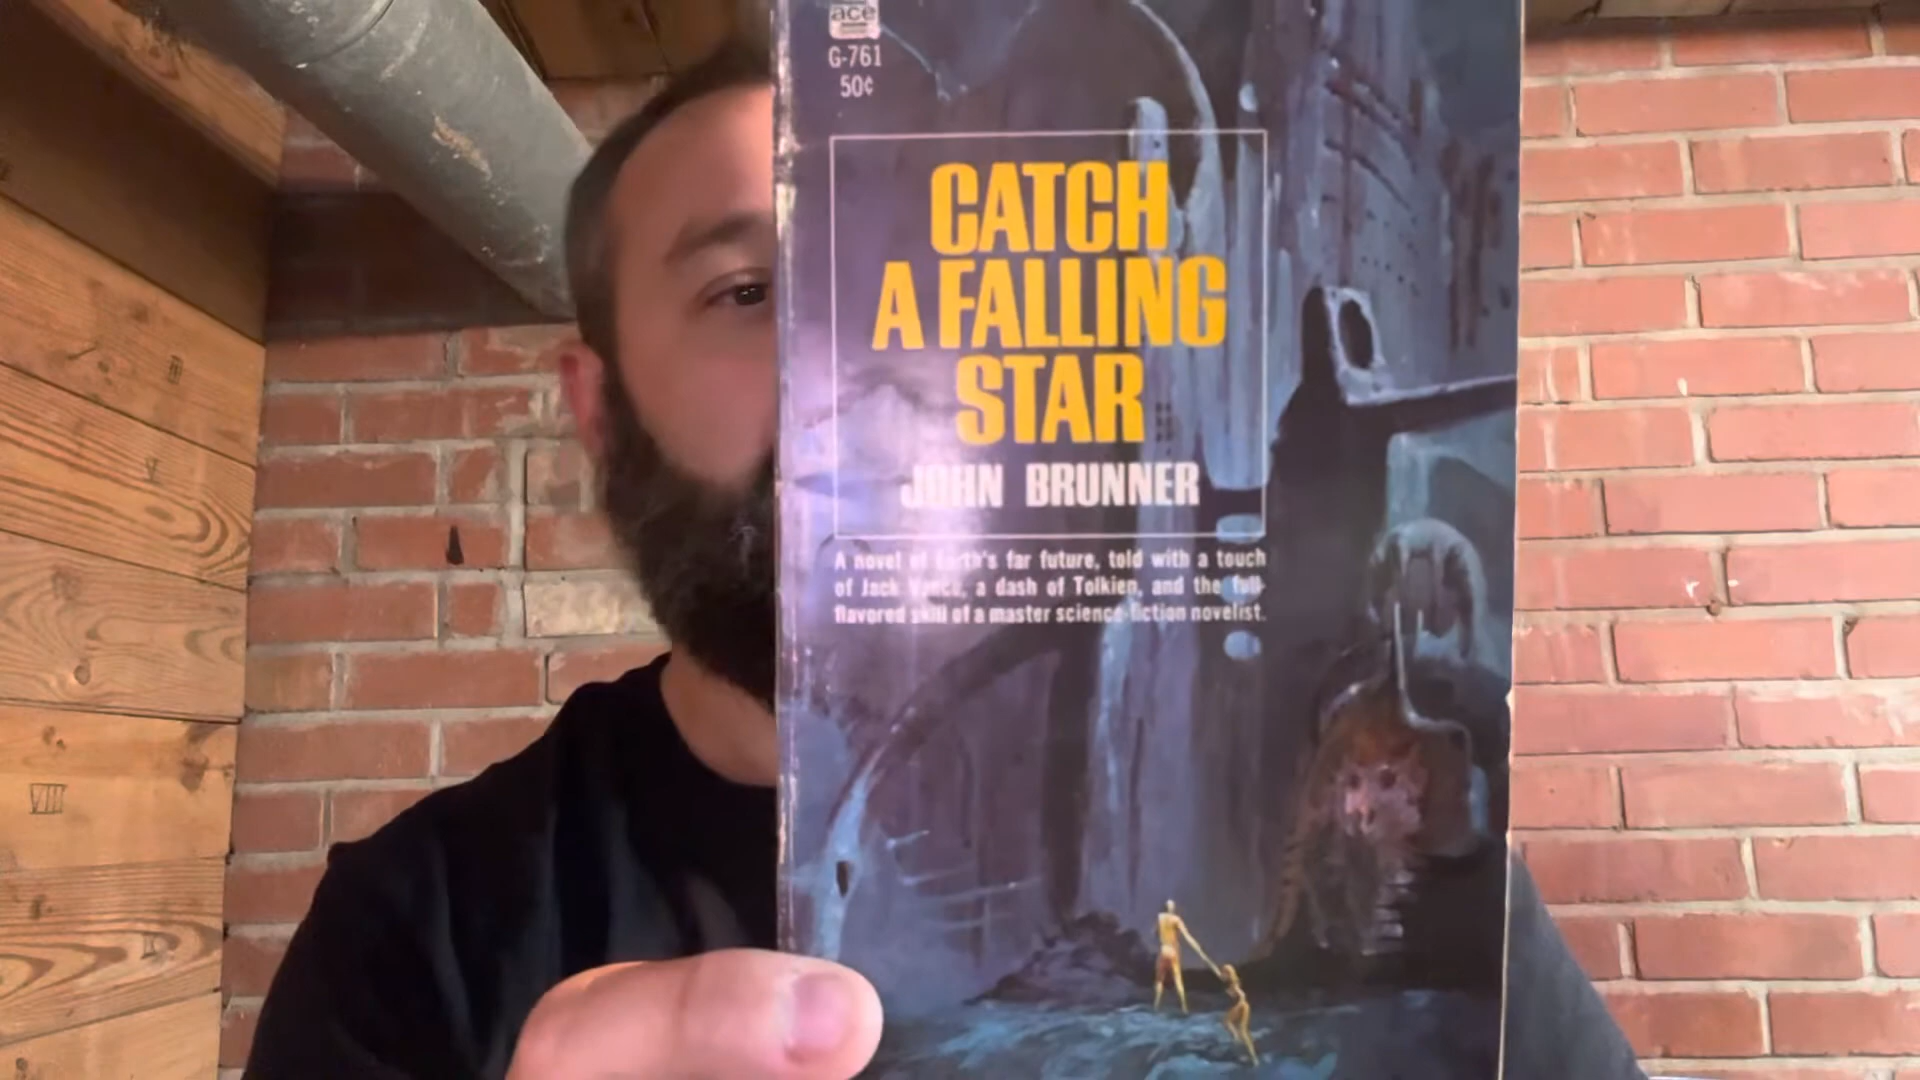 ace
G-761
50¢
CATCH
A FALLING
STAR
JOHN BRUNNER
A novel of Earth's far future, told with a touch
of Jack Vance, a dash of Tolkien, and the full-
flavored skill of a master science-fiction novelist.
VIII